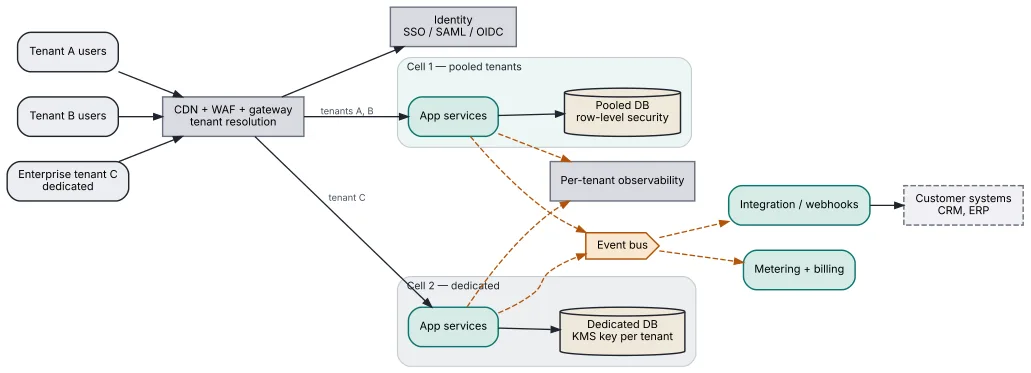 Identity
SSO / SAML / OIDC
Tenant A users
Cell 1 — pooled tenants
CDN + WAF + gateway
tenant resolution
tenants A, B
Tenant B users
App services
Pooled DB
row-level security
Enterprise tenant C
dedicated
Per-tenant observability
tenant C
Integration / webhooks
Customer systems
CRM, ERP
Event bus
Metering + billing
Cell 2 — dedicated
App services
Dedicated DB
KMS key per tenant